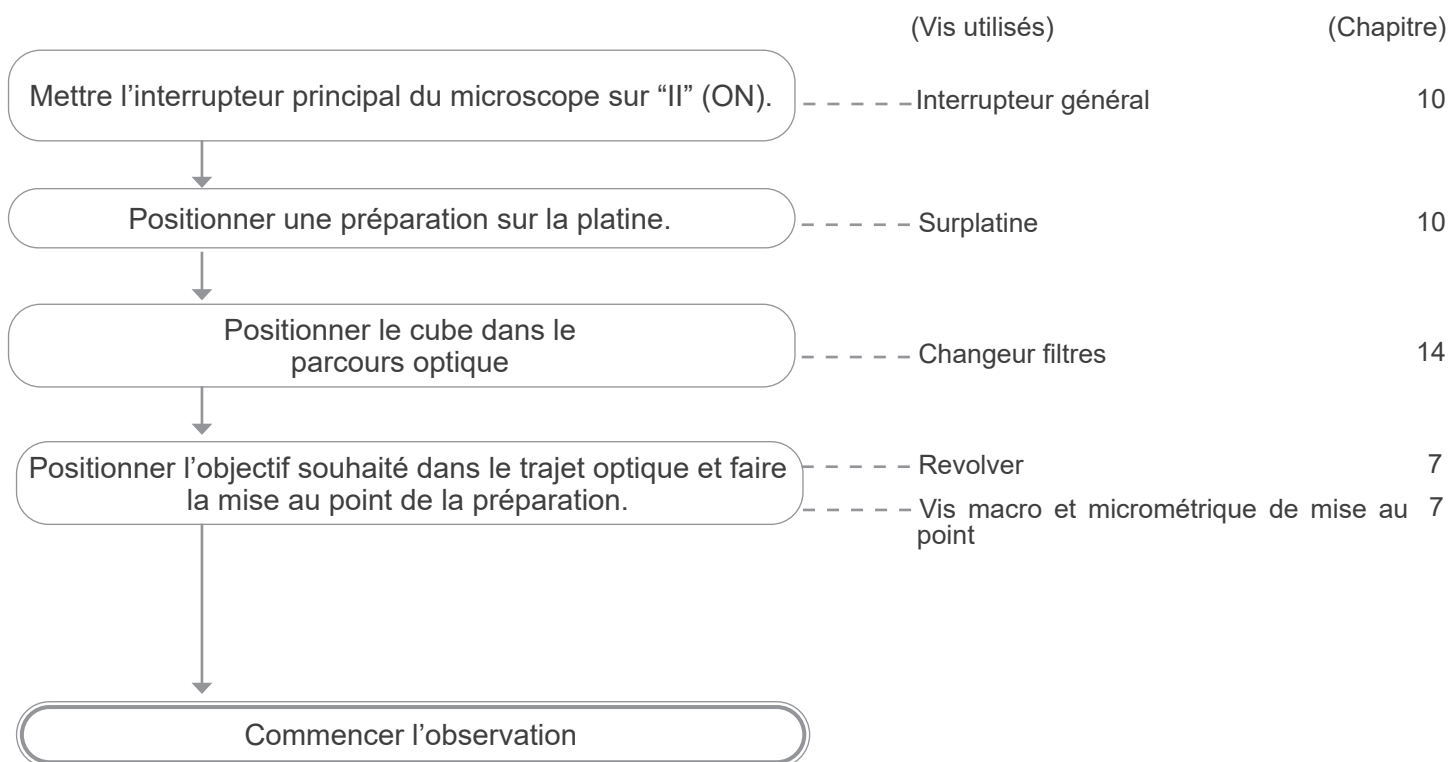 (Vis utilisés) (Chapitre)
Mettre l’interrupteur principal du microscope sur “II” (ON). Interrupteur général 10
Positionner une préparation sur la platine. Surplatine 10
Positionner le cube dans le
parcours optique
Changeur filtres 14
Positionner l’objectif souhaité dans le trajet optique et faire
la mise au point de la préparation.
Revolver 7
Vis macro et micrométrique de mise au 7
point
Commencer l’observation